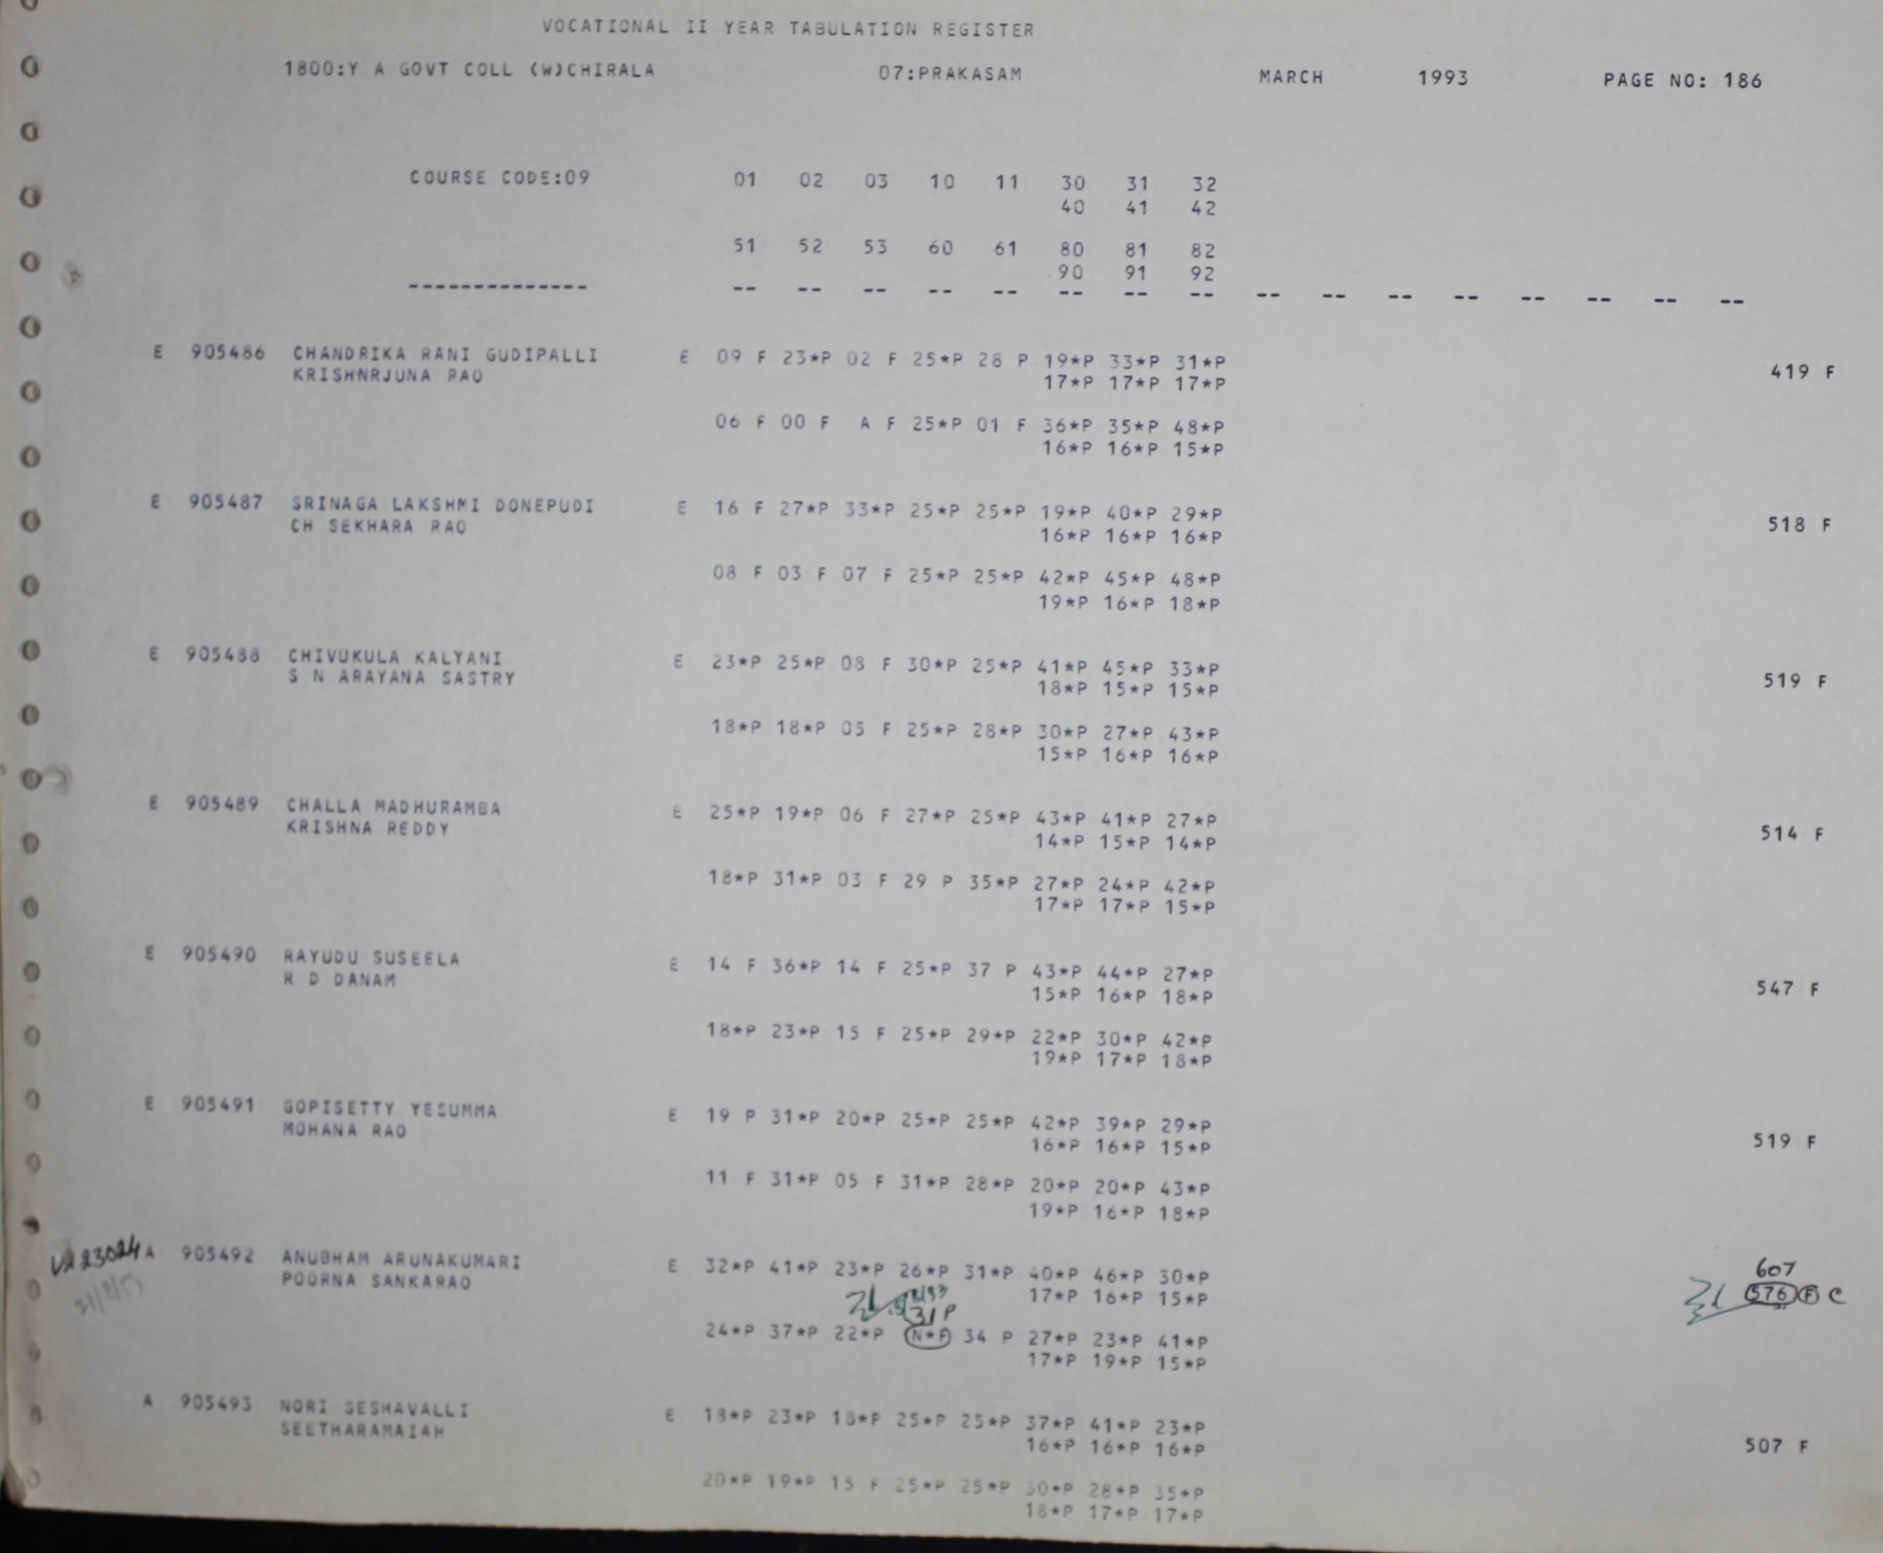 VOCATIONAL II YEAR TABULATION REGISTER
1800:Y A GOVT COLL (W)CHIRALA 07:PRAKASAM MARCH 1993 PAGE NO: 186
COURSE CODE:09 01 02 03 10 11 30 31 32
40 41 42
51 52 53 60 61 80 81 82
90 91 92
-------------- -- -- -- -- -- -- -- -- -- -- -- -- -- -- -- --
E 905486 CHANDRIKA RANI GUDIPALLI E 09 F 23*P 02 F 25*P 28 P 19*P 33*P 31*P
KRISHNRJUNA RAO 17*P 17*P 17*P 419 F
06 F 00 F A F 25*P 01 F 36*P 35*P 48*P
16*P 16*P 15*P
E 905487 SRINAGA LAKSHMI DONEPUDI E 16 F 27*P 33*P 25*P 25*P 19*P 40*P 29*P
CH SEKHARA RAO 16*P 16*P 16*P 518 F
08 F 03 F 07 F 25*P 25*P 42*P 45*P 48*P
19*P 16*P 18*P
E 905488 CHIVUKULA KALYANI E 23*P 25*P 08 F 30*P 25*P 41*P 45*P 33*P
S N ARAYANA SASTRY 18*P 15*P 15*P 519 F
18*P 18*P 05 F 25*P 28*P 30*P 27*P 43*P
15*P 16*P 16*P
E 905489 CHALLA MADHURAMBA E 25*P 19*P 06 F 27*P 25*P 43*P 41*P 27*P
KRISHNA REDDY 14*P 15*P 14*P 514 F
18*P 31*P 03 F 29 P 35*P 27*P 24*P 42*P
17*P 17*P 15*P
E 905490 RAYUDU SUSEELA E 14 F 36*P 14 F 25*P 37 P 43*P 44*P 27*P
R D DANAM 15*P 16*P 18*P 547 F
18*P 23*P 15 F 25*P 29*P 22*P 30*P 42*P
19*P 17*P 18*P
E 905491 GOPISETTY YESUMMA E 19 P 31*P 20*P 25*P 25*P 42*P 39*P 29*P
MOHANA RAO 16*P 16*P 15*P 519 F
11 F 31*P 05 F 31*P 28*P 20*P 20*P 43*P
19*P 16*P 18*P
A 905492 ANUBHAM ARUNAKUMARI E 32*P 41*P 23*P 26*P 31*P 40*P 46*P 30*P 607
POORNA SANKARAO 17*P 16*P 15*P 576 F C
31 P
24*P 37*P 22*P N*F 34 P 27*P 23*P 41*P
17*P 19*P 15*P
A 905493 NORI SESHAVALLI E 18*P 23*P 18*P 25*P 25*P 37*P 41*P 23*P
SEETHARAMAIAH 16*P 16*P 16*P 507 F
20*P 19*P 15 F 25*P 25*P 30*P 28*P 35*P
18*P 17*P 17*P